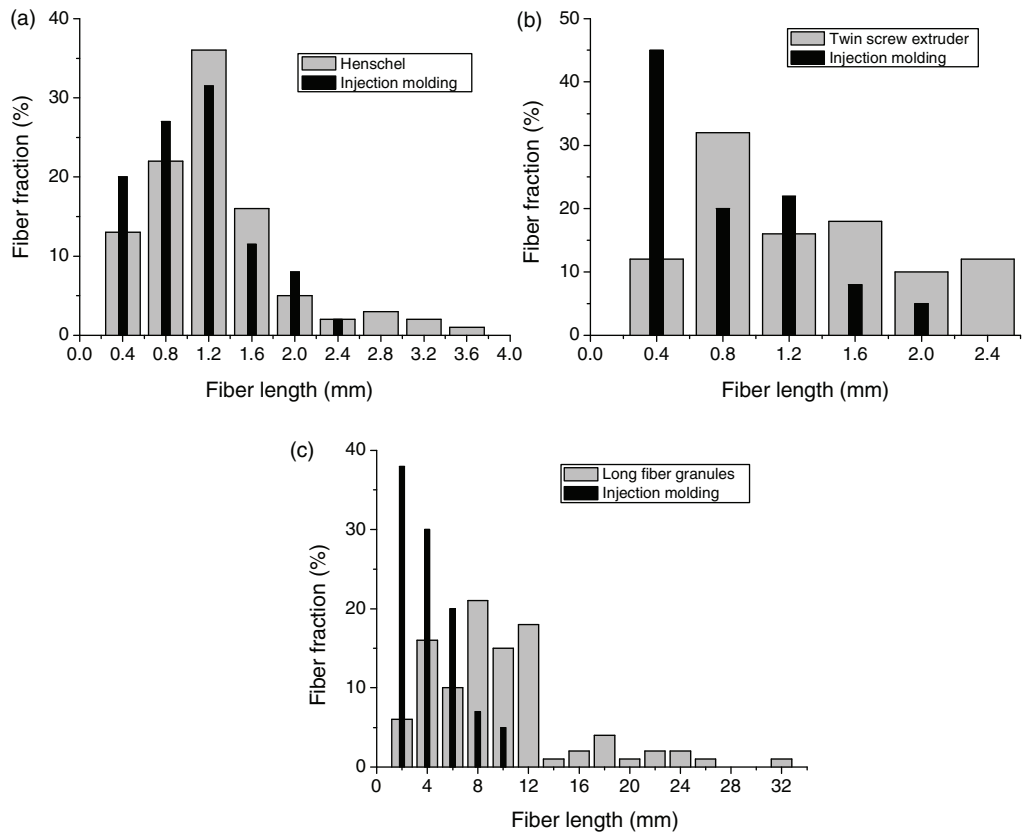 (a)
40
30
20
10
0
Fiber fraction (%)
Henschel
Injection molding
0.0 0.4 0.8 1.2 1.6 2.0 2.4 2.8 3.2 3.6 4.0
Fiber length (mm)
(b)
50
40
30
20
10
0
Fiber fraction (%)
Twin screw extruder
Injection molding
0.0 0.4 0.8 1.2 1.6 2.0 2.4
Fiber length (mm)
(c)
40
30
20
10
0
Fiber fraction (%)
Long fiber granules
Injection molding
0 4 8 12 16 20 24 28 32
Fiber length (mm)